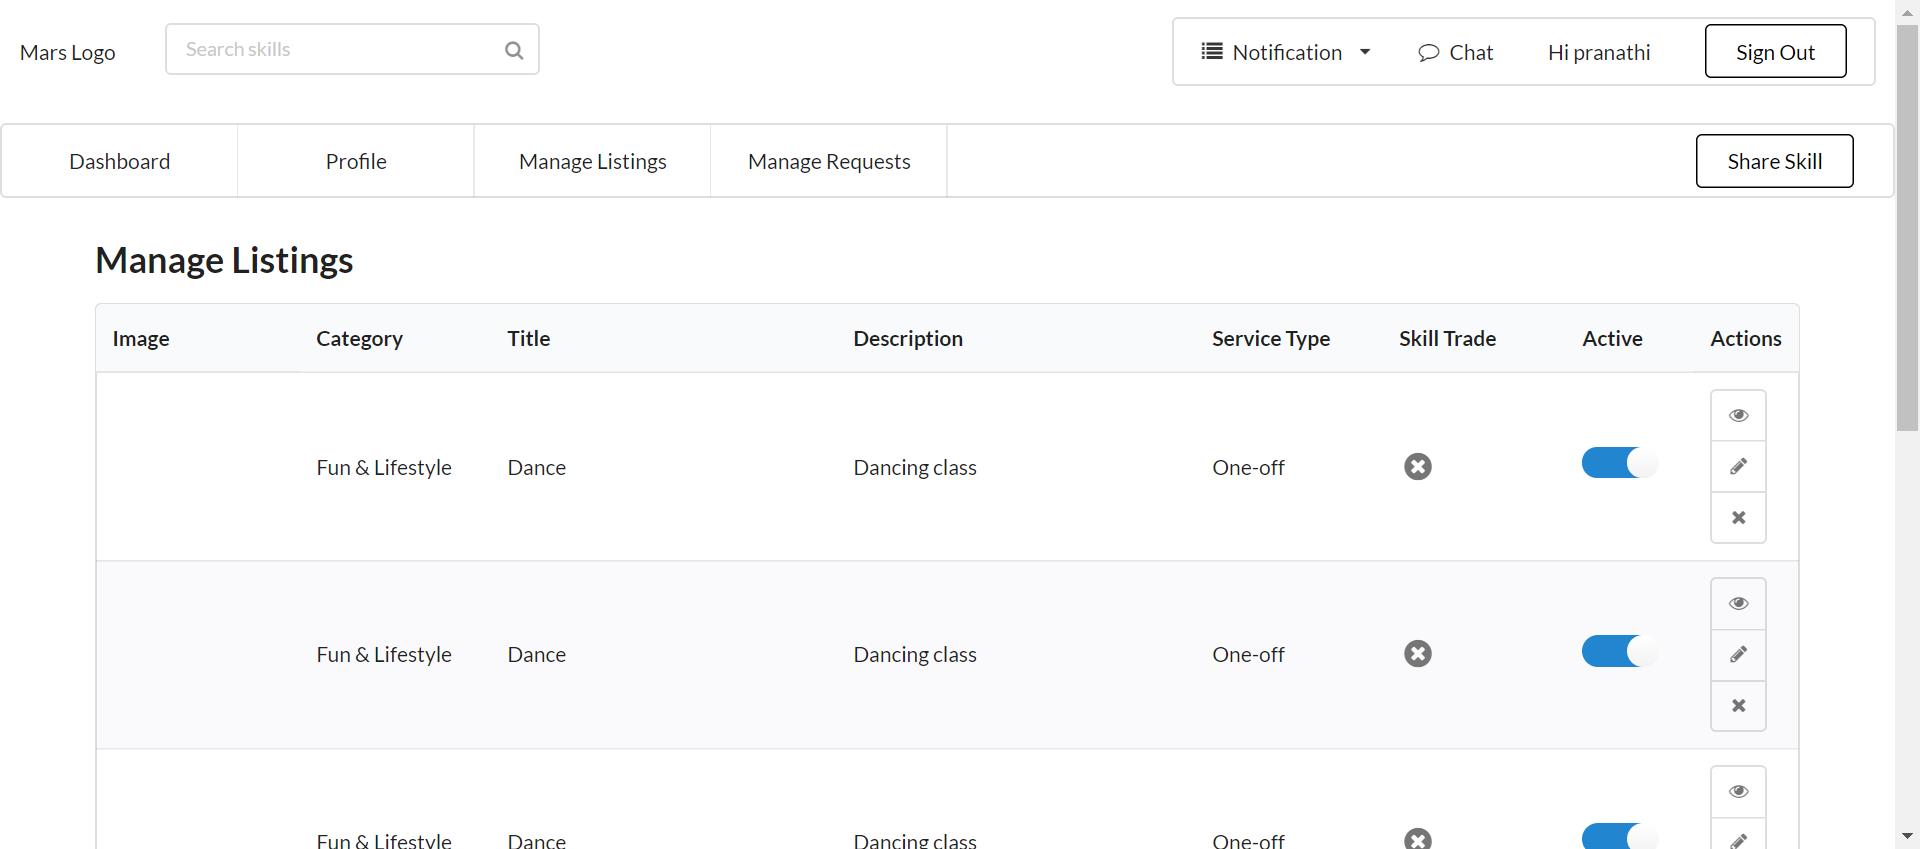 Mars Logo Search skills Notification Chat Hi pranathi Sign Out
Dashboard Profile Manage Listings Manage Requests Share Skill
Manage Listings
Image Category Title Description Service Type Skill Trade Active Actions
Fun & Lifestyle Dance Dancing class One-off
Fun & Lifestyle Dance Dancing class One-off
Fun & Lifestyle Dance Dancing class One-off